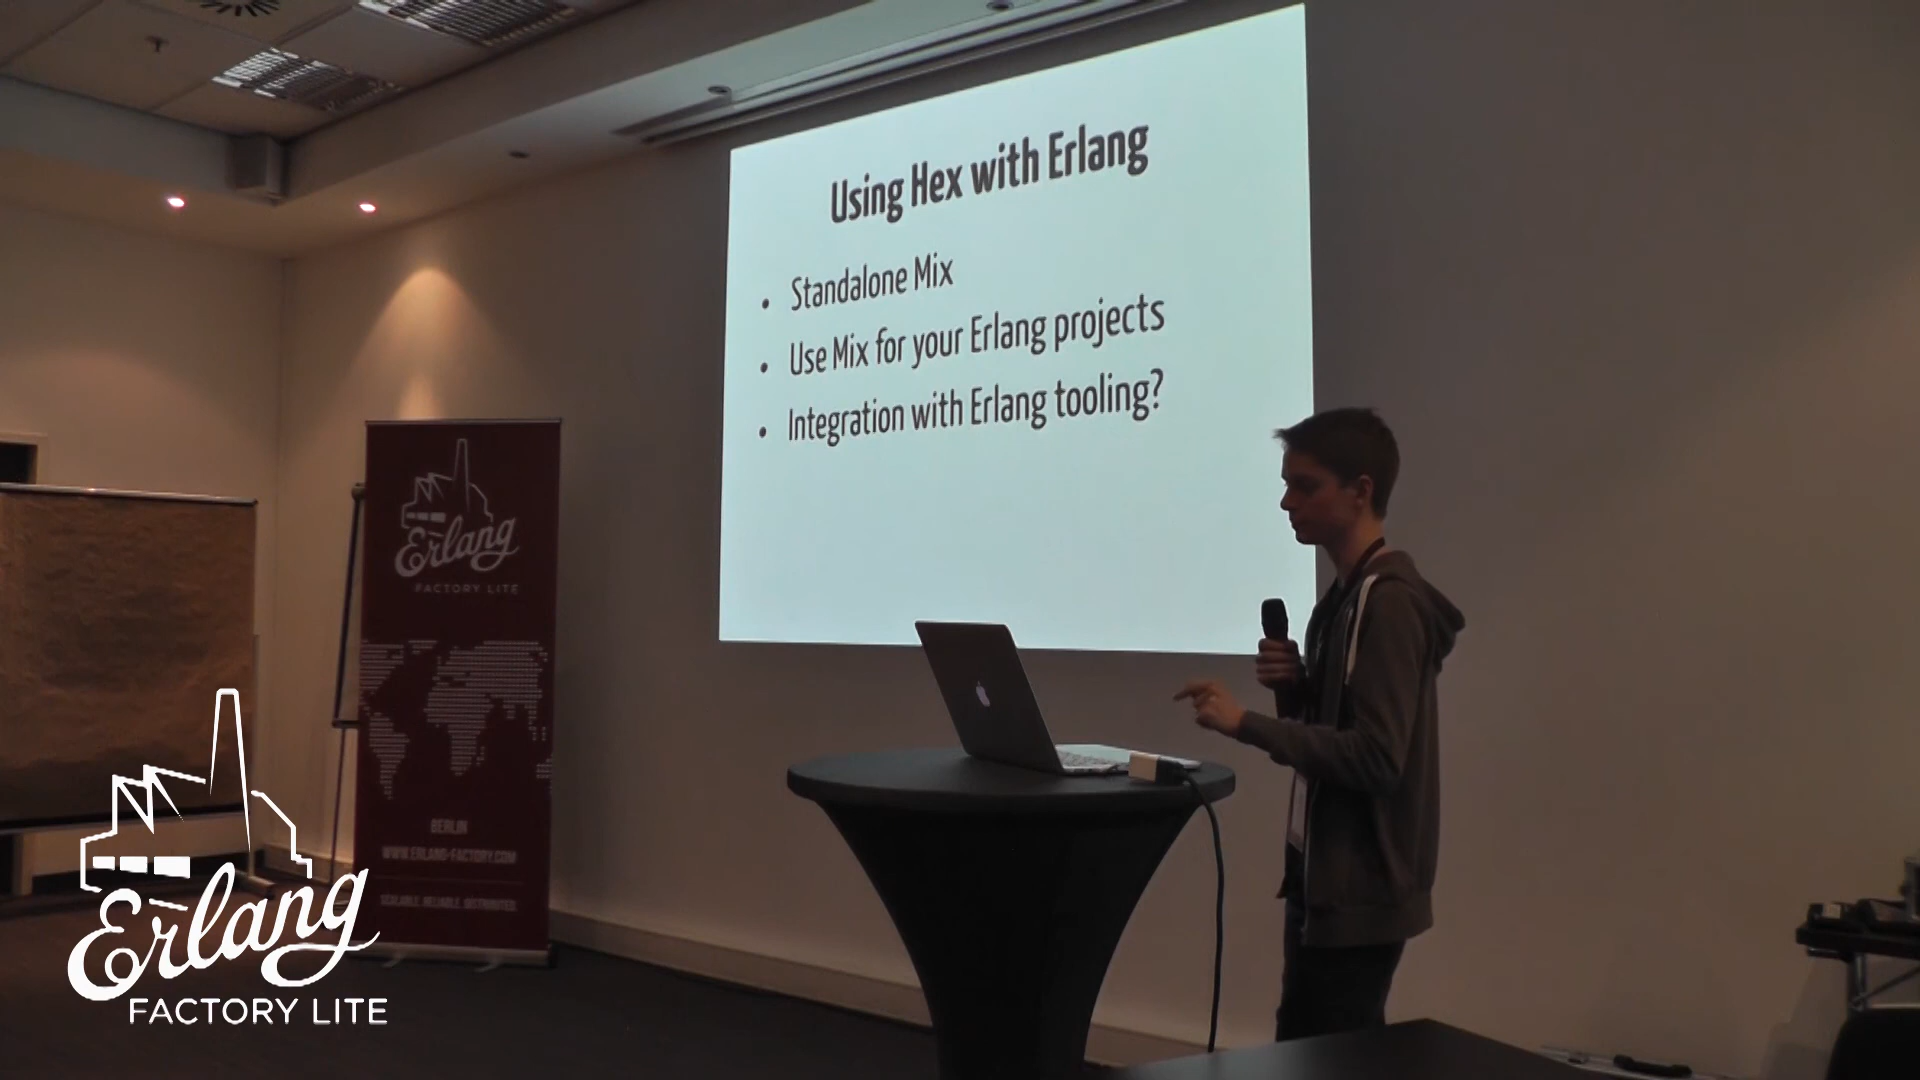 Using Hex with Erlang
• Standalone Mix
• Use Mix for your Erlang projects
• Integration with Erlang tooling?
Erlang
FACTORY LITE
BERLIN
WWW.ERLANG-FACTORY.COM
SCALABLE. RELIABLE. DISTRIBUTED.
Erlang
FACTORY LITE